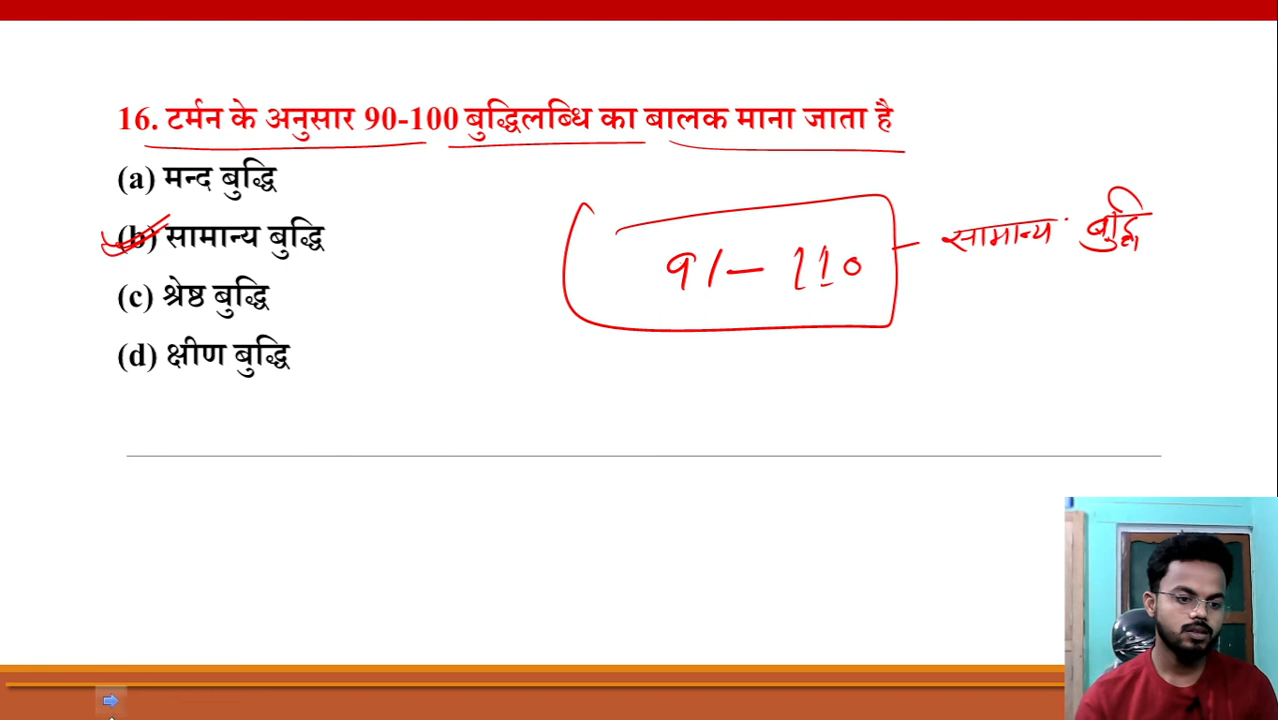 16. टर्मन के अनुसार 90-100 बुद्धिलब्धि का बालक माना जाता है
(a) मन्द बुद्धि
(b) सामान्य बुद्धि
(c) श्रेष्ठ बुद्धि
(d) क्षीण बुद्धि
91-110
सामान्य बुद्धि